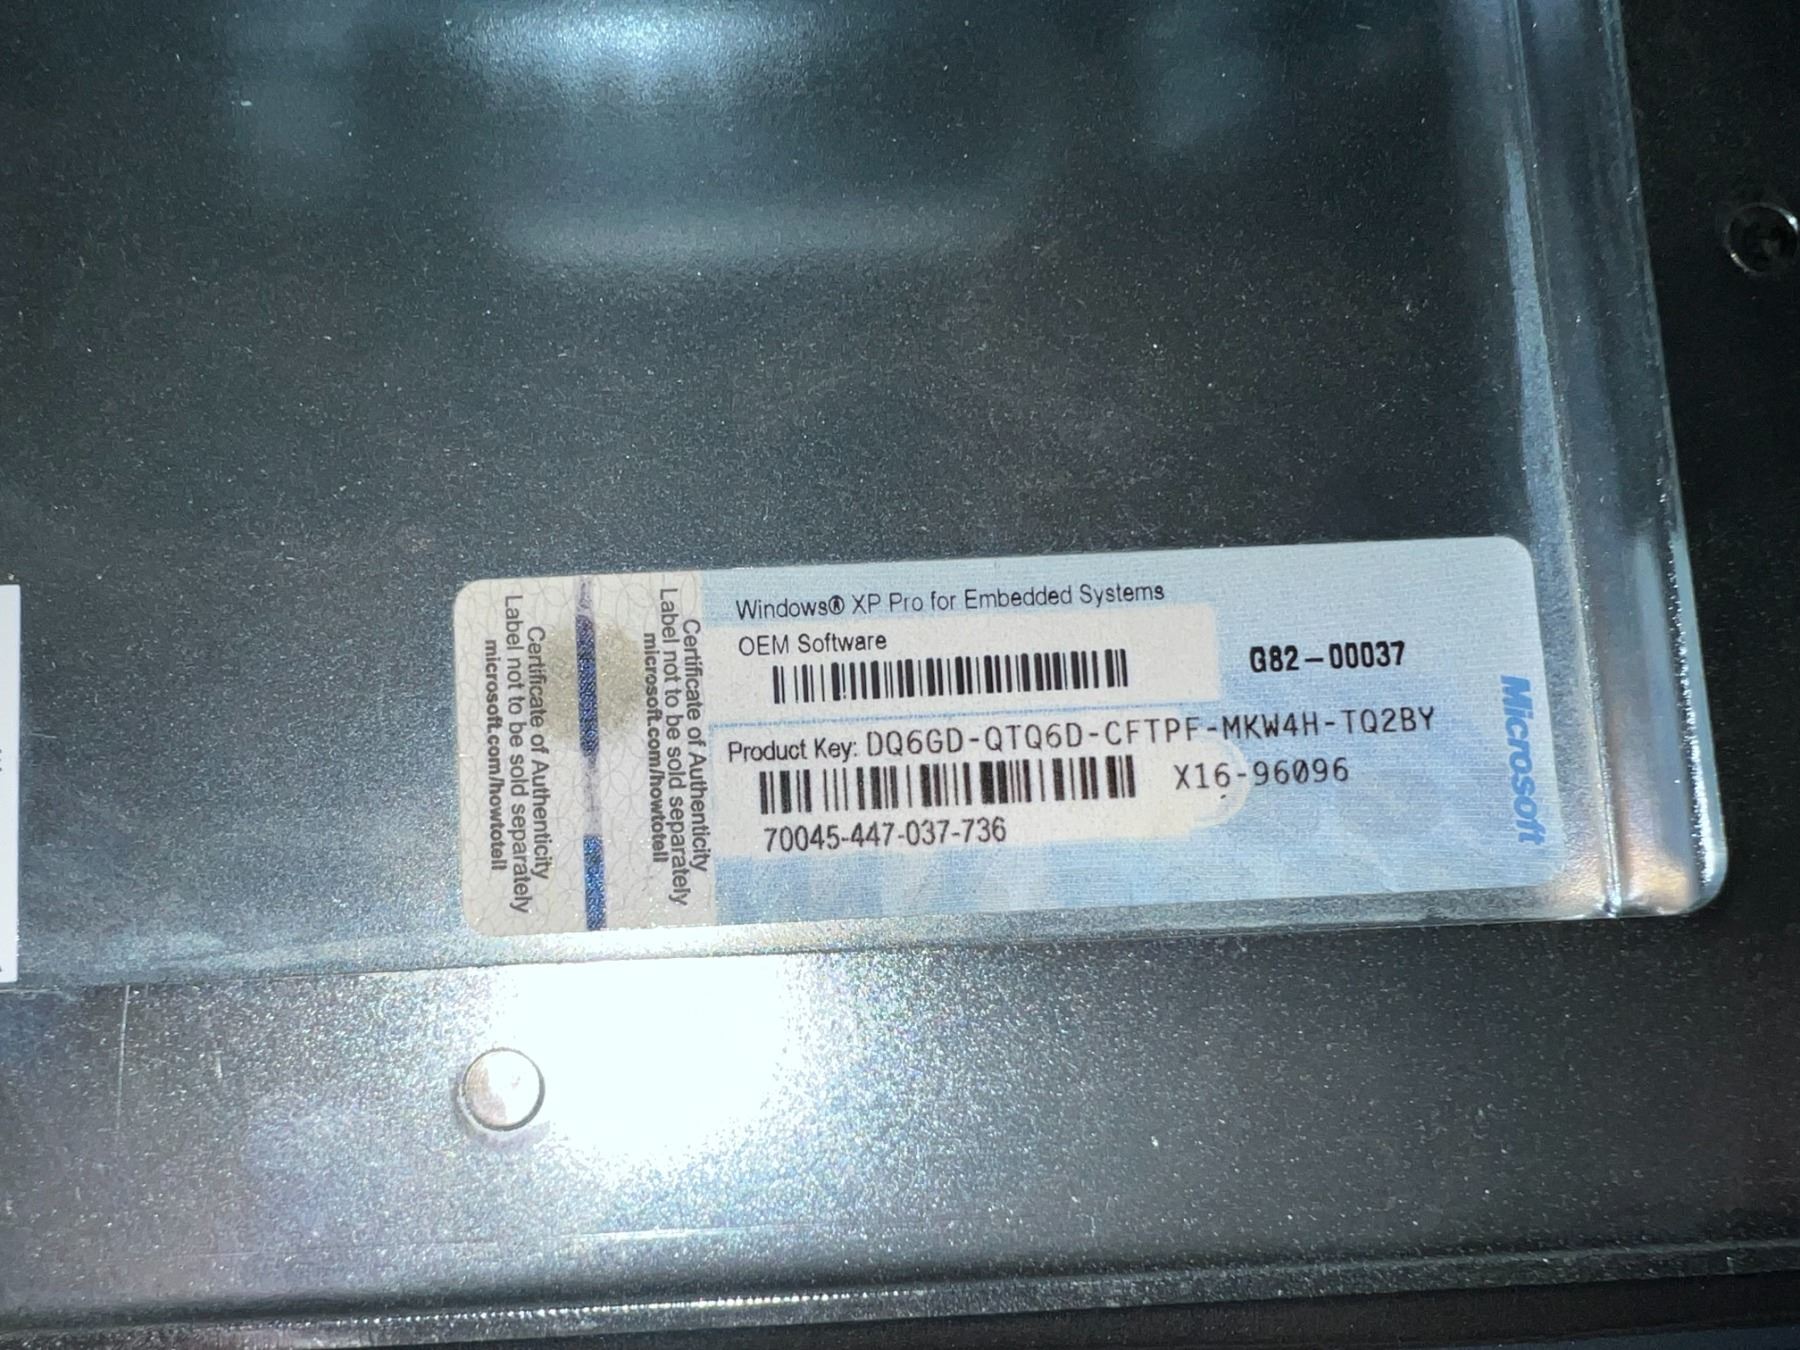 Certificate of Authenticity
Label not to be sold separately
microsoft.com/howtotell
Certificate of Authenticity
Label not to be sold separately
microsoft.com/howtotell
Windows® XP Pro for Embedded Systems
OEM Software
G82-00037
Product Key: DQ6GD-QTQ6D-CFTPF-MKW4H-TQ2BY
X16-96096
70045-447-037-736
Microsoft